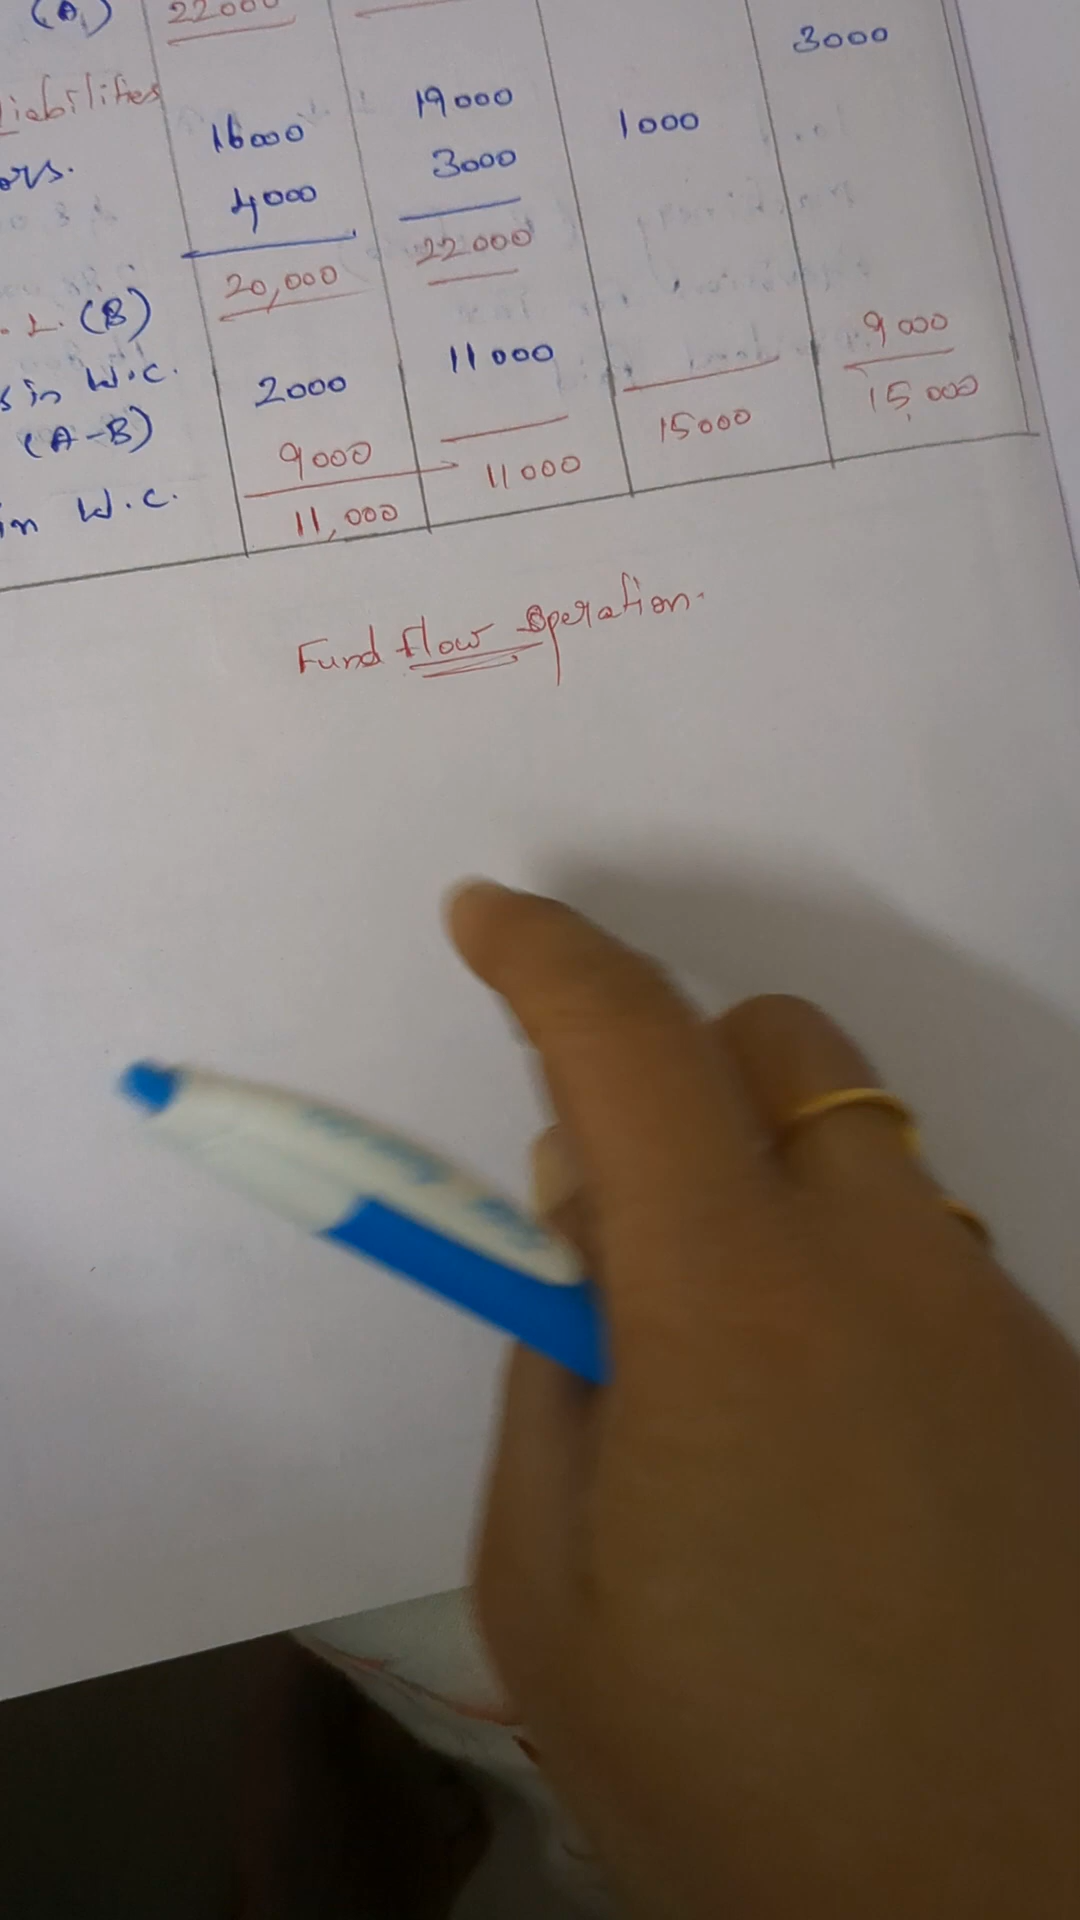 (A) 22000
3000
Liabilities
16000 19000 1000
ors. 4000 3000
20,000 22000
. L. (B)
s in W.C. 2000 11000 9000
(A-B) 9000 11000 15000 15,000
in W.C. 11,000
Fund flow operation.